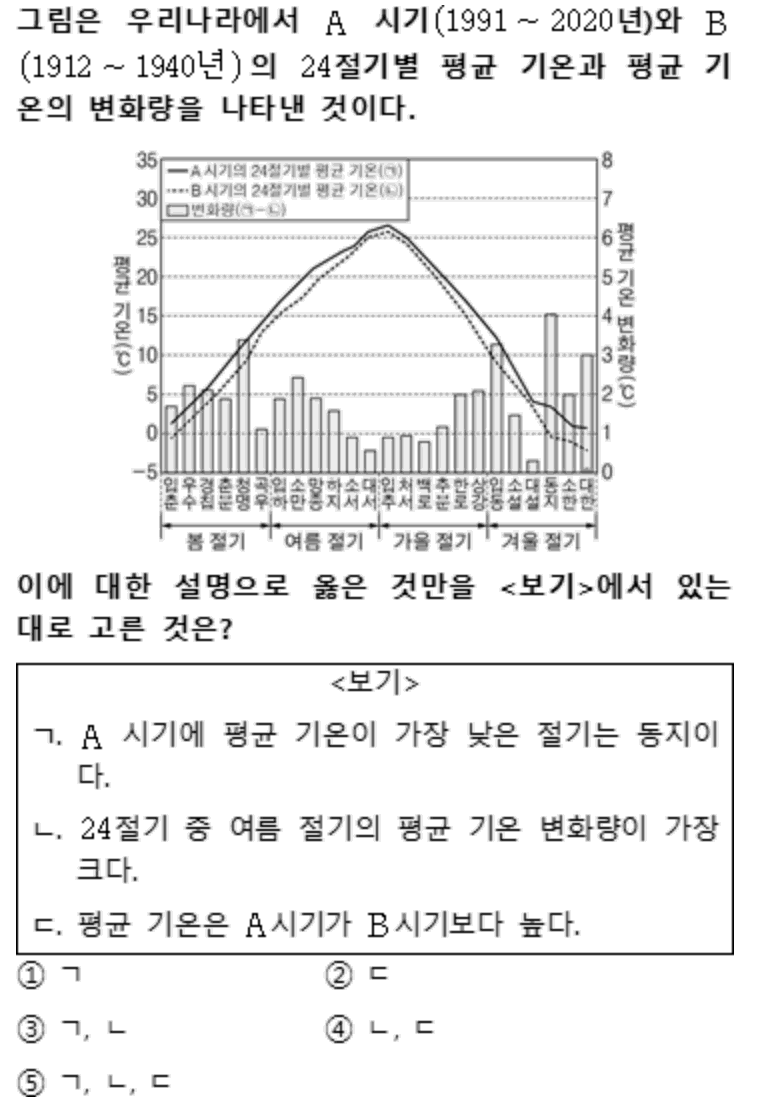 그림은 우리나라에서 A 시기(1991 ~ 2020년)와 B
(1912 ~ 1940년)의 24절기별 평균 기온과 평균 기
온의 변화량을 나타낸 것이다.
35
30
25
20
15
10
5
0
-5
평균 기온(℃)
A 시기의 24절기별 평균 기온(㉠)
B 시기의 24절기별 평균 기온(㉡)
변화량(㉠-㉡)
8
7
6
5
4
3
2
1
0
평균 기온 변화량(℃)
입춘 우수 경칩 춘분 청명 곡우 입하 소만 망종 하지 소서 대서 입추 처서 백로 추분 한로 상강 입동 소설 대설 동지 소한 대한
봄 절기 여름 절기 가을 절기 겨울 절기
이에 대한 설명으로 옳은 것만을 <보기>에서 있는
대로 고른 것은?
<보기>
ㄱ. A 시기에 평균 기온이 가장 낮은 절기는 동지이
다.
ㄴ. 24절기 중 여름 절기의 평균 기온 변화량이 가장
크다.
ㄷ. 평균 기온은 A시기가 B시기보다 높다.
① ㄱ ② ㄷ
③ ㄱ, ㄴ ④ ㄴ, ㄷ
⑤ ㄱ, ㄴ, ㄷ